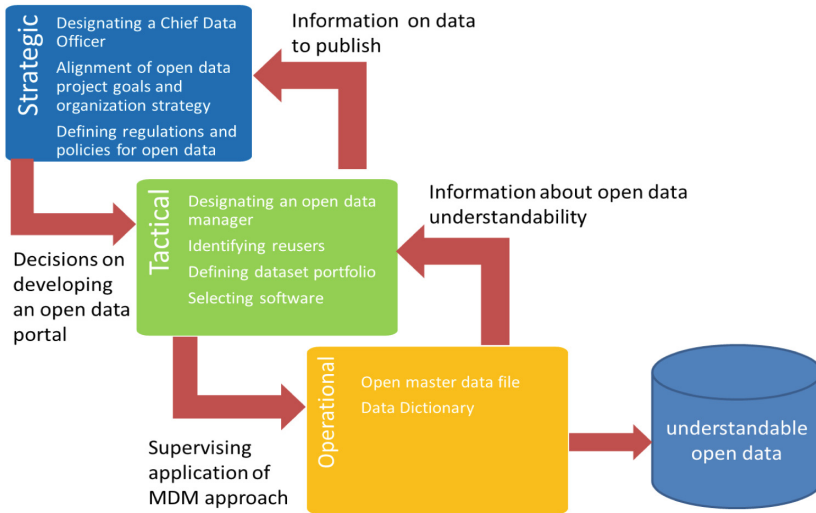 Strategic
Designating a Chief Data
Officer
Alignment of open data
project goals and
organization strategy
Defining regulations and
policies for open data
Information on data
to publish
Decisions on
developing
an open data
portal
Tactical
Designating an open data
manager
Identifying reusers
Defining dataset portfolio
Selecting software
Information about open data
understandability
Supervising
application of
MDM approach
Operational
Open master data file
Data Dictionary
understandable
open data